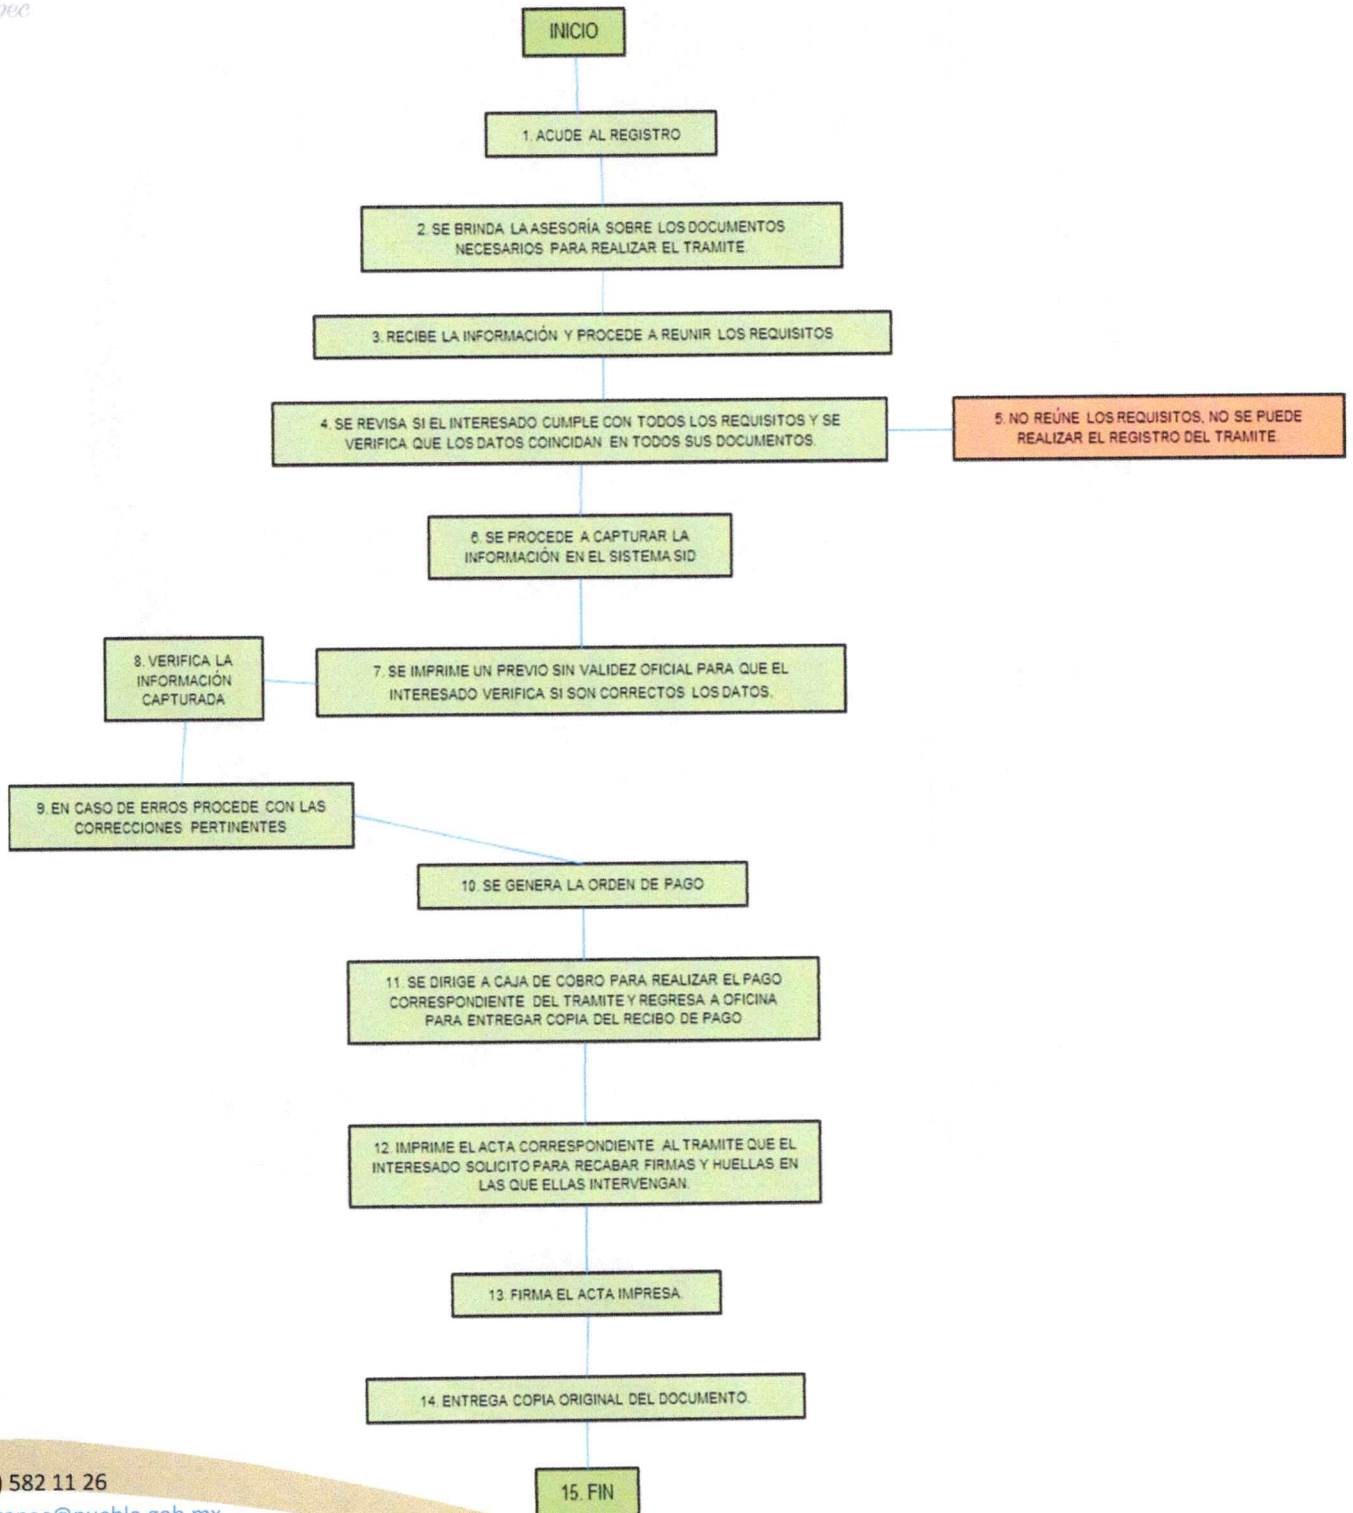 INICIO
1. ACUDE AL REGISTRO
2. SE BRINDA LA ASESORÍA SOBRE LOS DOCUMENTOS
NECESARIOS PARA REALIZAR EL TRAMITE.
3. RECIBE LA INFORMACIÓN Y PROCEDE A REUNIR LOS REQUISITOS
4. SE REVISA SI EL INTERESADO CUMPLE CON TODOS LOS REQUISITOS Y SE
VERIFICA QUE LOS DATOS COINCIDAN EN TODOS SUS DOCUMENTOS.
5. NO REÚNE LOS REQUISITOS, NO SE PUEDE
REALIZAR EL REGISTRO DEL TRAMITE.
6. SE PROCEDE A CAPTURAR LA
INFORMACIÓN EN EL SISTEMA SID
7. SE IMPRIME UN PREVIO SIN VALIDEZ OFICIAL PARA QUE EL
INTERESADO VERIFICA SI SON CORRECTOS LOS DATOS.
8. VERIFICA LA
INFORMACIÓN
CAPTURADA
9. EN CASO DE ERROS PROCEDE CON LAS
CORRECCIONES PERTINENTES
10. SE GENERA LA ORDEN DE PAGO
11. SE DIRIGE A CAJA DE COBRO PARA REALIZAR EL PAGO
CORRESPONDIENTE DEL TRAMITE Y REGRESA A OFICINA
PARA ENTREGAR COPIA DEL RECIBO DE PAGO
12. IMPRIME EL ACTA CORRESPONDIENTE AL TRAMITE QUE EL
INTERESADO SOLICITO PARA RECABAR FIRMAS Y HUELLAS EN
LAS QUE ELLAS INTERVENGAN.
13. FIRMA EL ACTA IMPRESA.
14. ENTREGA COPIA ORIGINAL DEL DOCUMENTO.
15. FIN
) 582 11 26